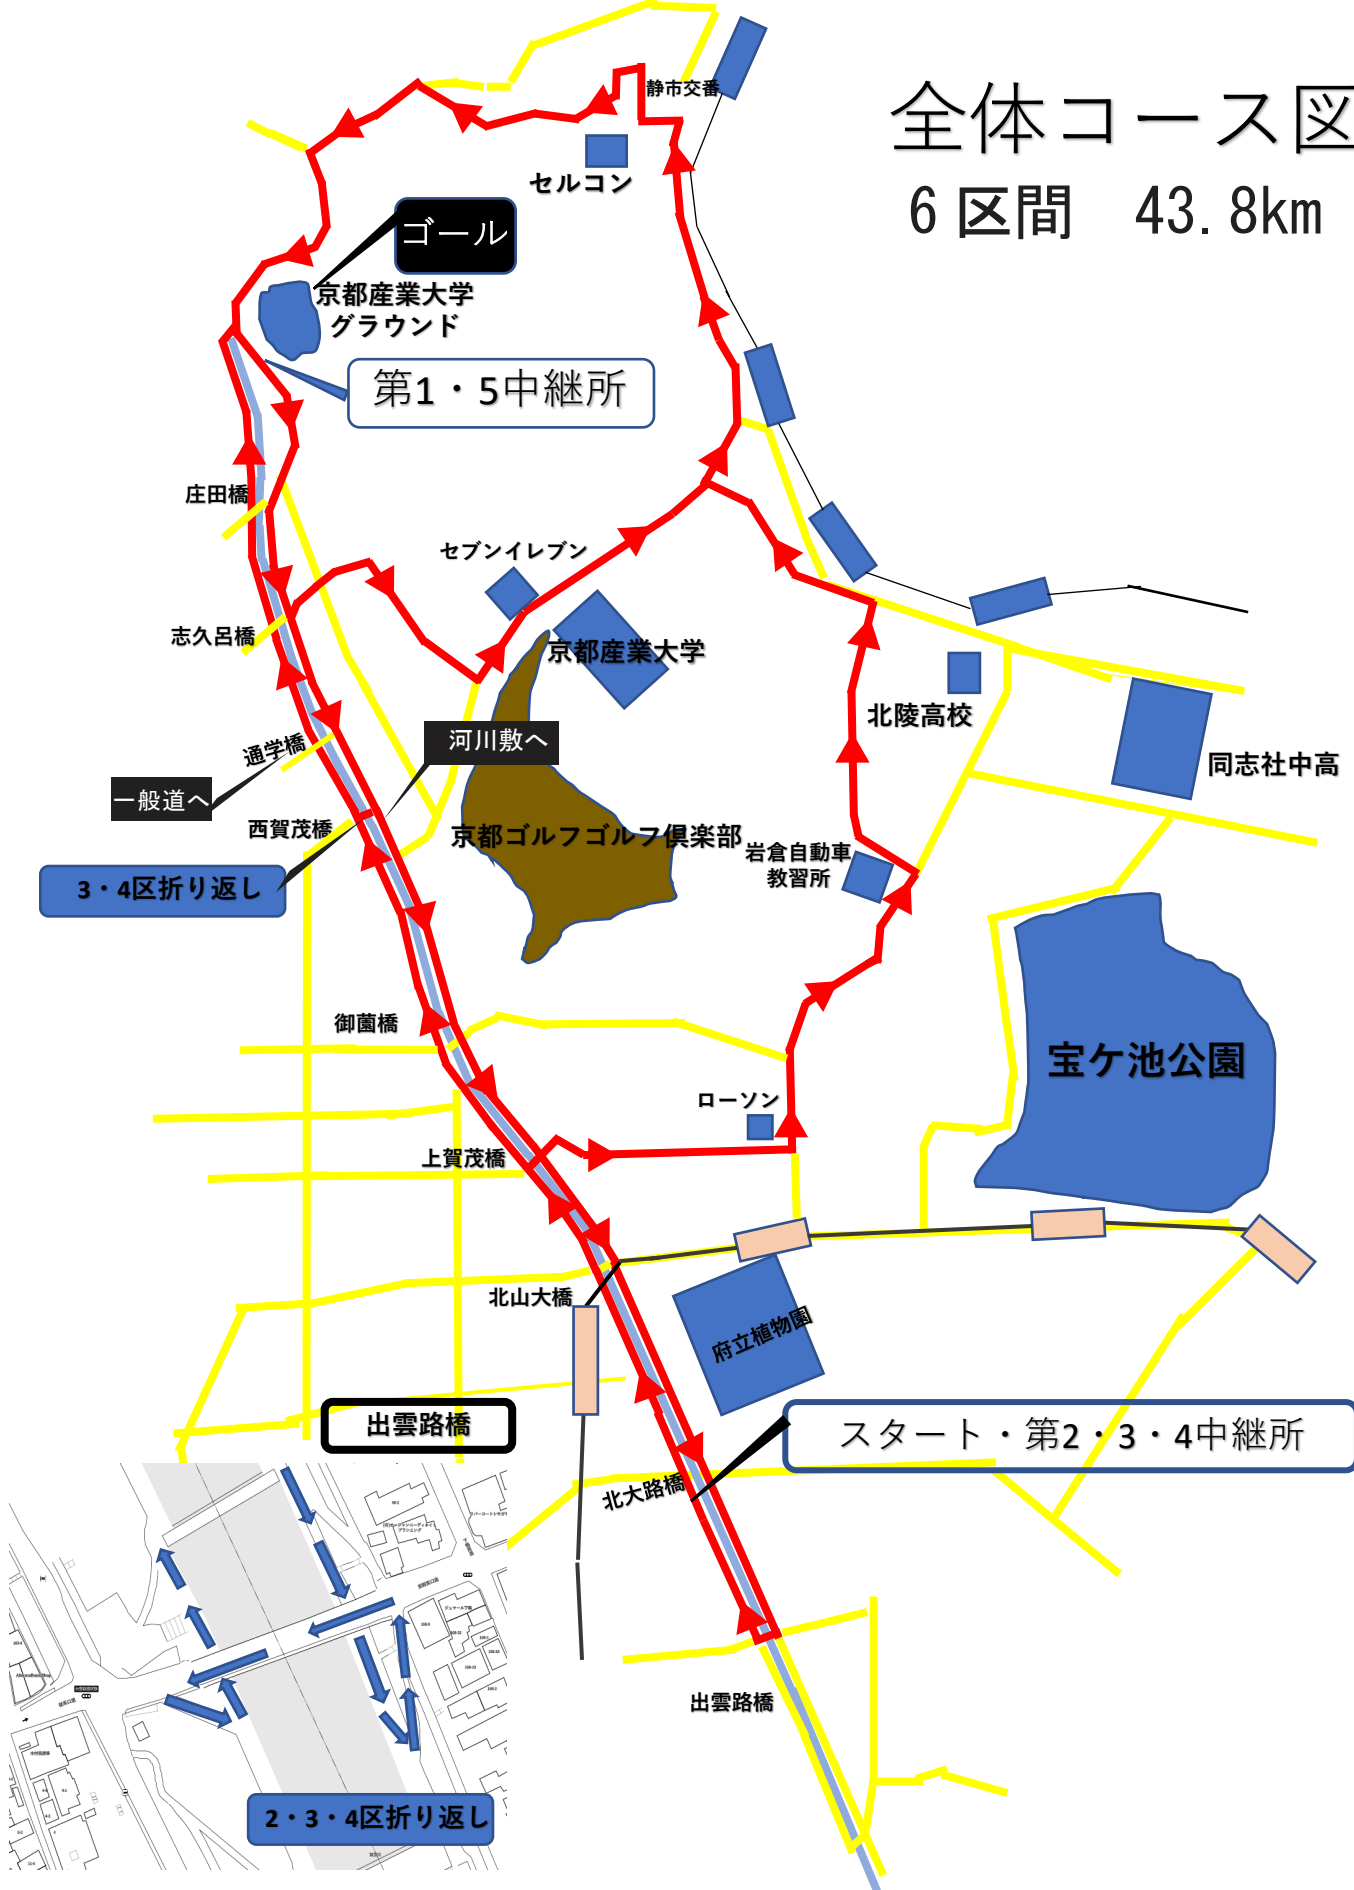 全体コース図
6区間　43.8km
静市交番
セルコン
ゴール
京都産業大学
グラウンド
第1・5中継所
庄田橋
セブンイレブン
志久呂橋
京都産業大学
北陵高校
通学橋
河川敷へ
同志社中高
一般道へ
西賀茂橋
京都ゴルフゴルフ倶楽部
岩倉自動車
教習所
3・4区折り返し
御薗橋
宝ケ池公園
ローソン
上賀茂橋
北山大橋
府立植物園
出雲路橋
スタート・第2・3・4中継所
北大路橋
出雲路橋
2・3・4区折り返し